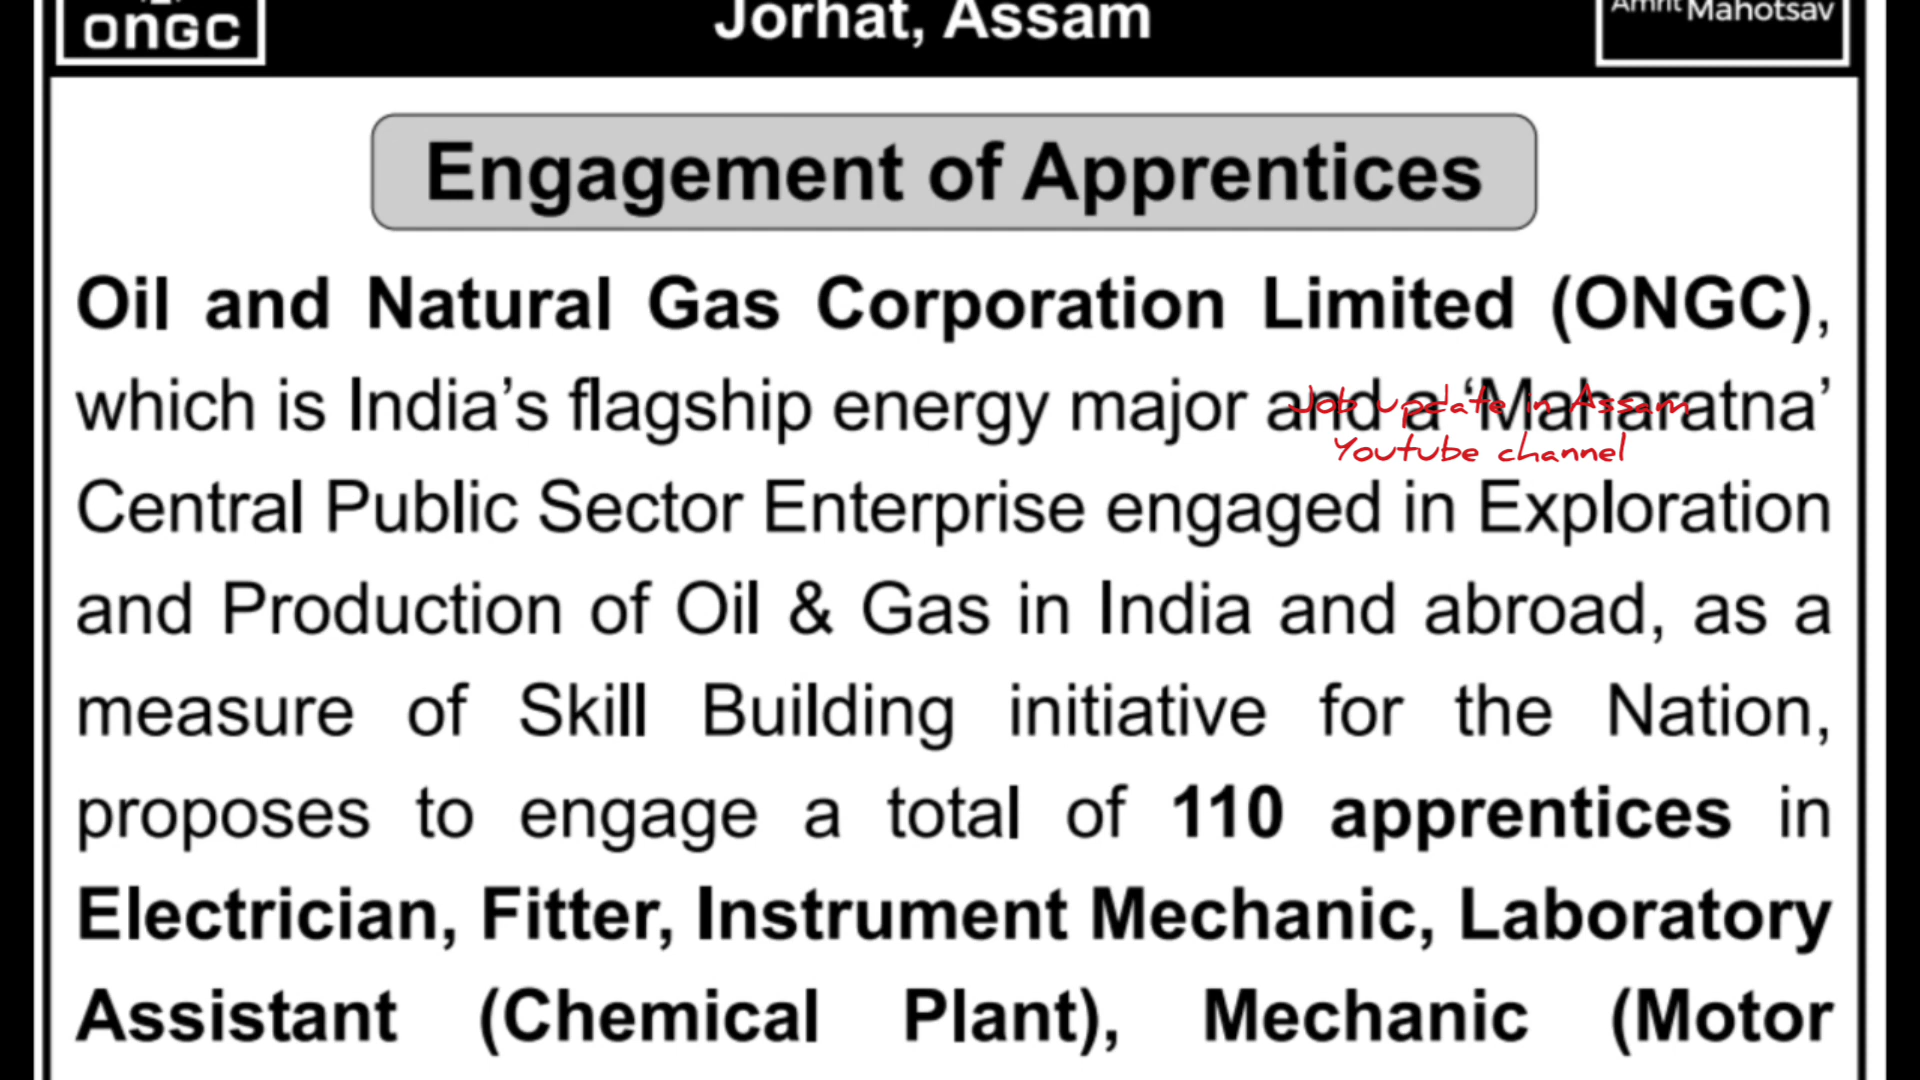 ONGC
Jorhat, Assam
Amrit Mahotsav
Engagement of Apprentices
Oil and Natural Gas Corporation Limited (ONGC),
which is India’s flagship energy major and a ‘Maharatna’
Job update in Assam
Youtube channel
Central Public Sector Enterprise engaged in Exploration
and Production of Oil & Gas in India and abroad, as a
measure of Skill Building initiative for the Nation,
proposes to engage a total of 110 apprentices in
Electrician, Fitter, Instrument Mechanic, Laboratory
Assistant (Chemical Plant), Mechanic (Motor